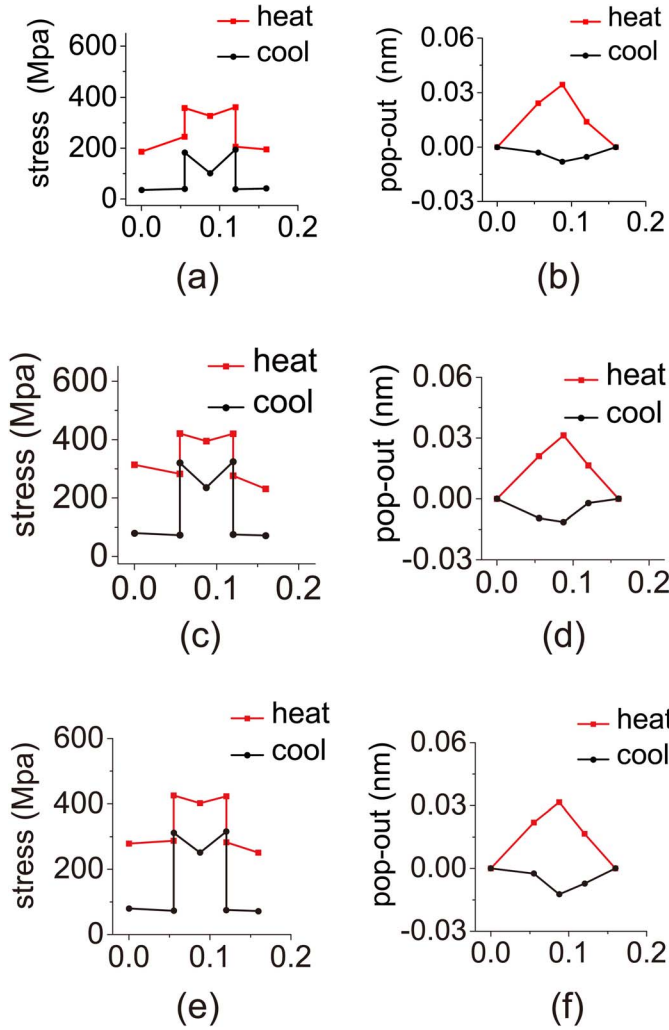 heat
cool
stress (Mpa)
600
400
200
0
0.0 0.1 0.2
(a)
heat
cool
pop-out (nm)
0.06
0.03
0.00
-0.03
0.0 0.1 0.2
(b)
heat
cool
stress (Mpa)
600
400
200
0
0.0 0.1 0.2
(c)
heat
cool
pop-out (nm)
0.06
0.03
0.00
-0.03
0.0 0.1 0.2
(d)
heat
cool
stress (Mpa)
600
400
200
0
0.0 0.1 0.2
(e)
heat
cool
pop-out (nm)
0.06
0.03
0.00
-0.03
0.0 0.1 0.2
(f)